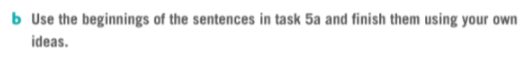 b Use the beginnings of the sentences in task 5a and finish them using your own
ideas.